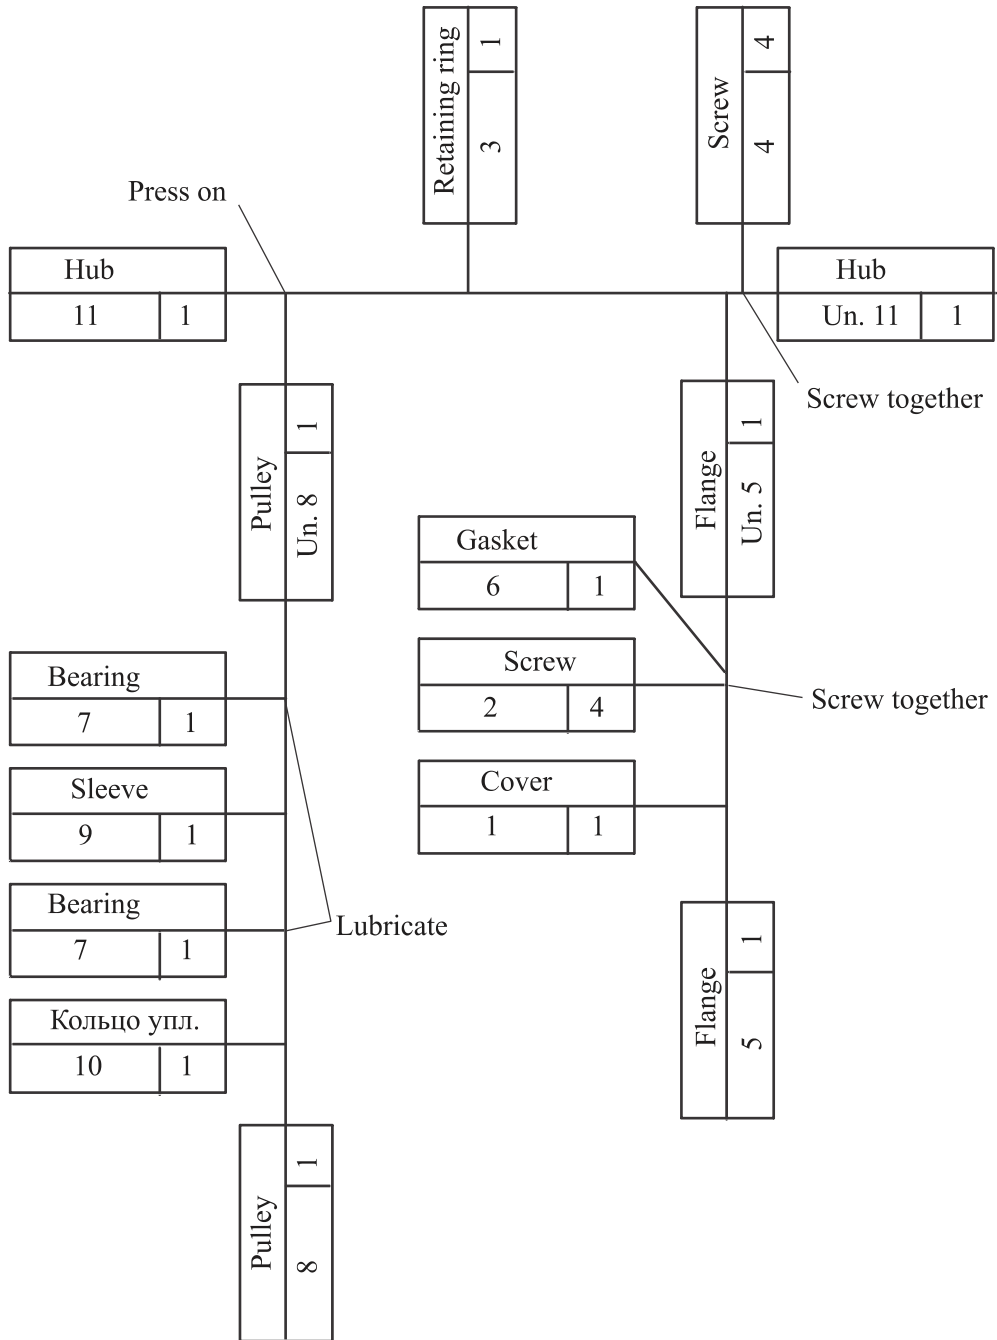 Retaining ring
1
3
Screw
4
4
Press on
Hub
11 1
Hub
Un. 11 1
Screw together
Pulley
1
Un. 8
Flange
1
Un. 5
Gasket
6 1
Screw
2 4
Screw together
Cover
1 1
Bearing
7 1
Sleeve
9 1
Bearing
7 1
Lubricate
Кольцо упл.
10 1
Flange
1
5
Pulley
1
8